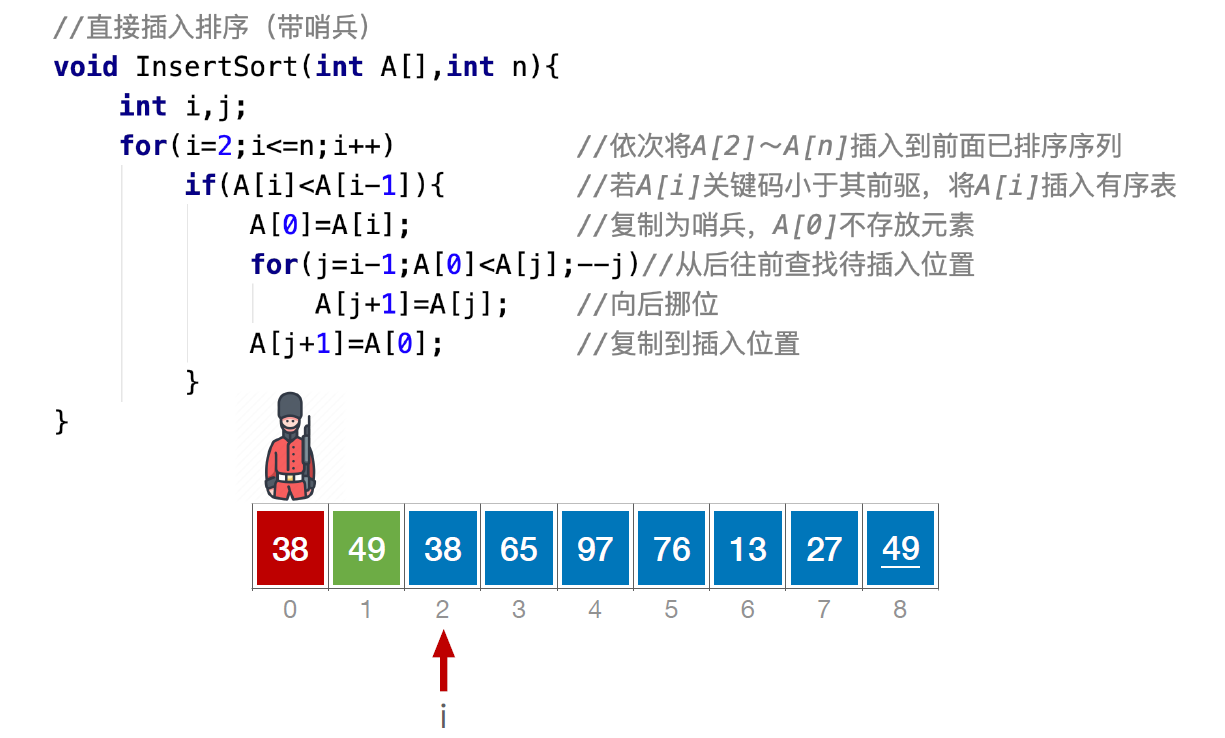 //直接插入排序（带哨兵）
void InsertSort(int A[],int n){
int i,j;
for(i=2;i<=n;i++) //依次将A[2]～A[n]插入到前面已排序序列
if(A[i]<A[i-1]){ //若A[i]关键码小于其前驱，将A[i]插入有序表
A[0]=A[i]; //复制为哨兵，A[0]不存放元素
for(j=i-1;A[0]<A[j];--j)//从后往前查找待插入位置
A[j+1]=A[j]; //向后挪位
A[j+1]=A[0]; //复制到插入位置
}
}
38 49 38 65 97 76 13 27 49
0 1 2 3 4 5 6 7 8
i